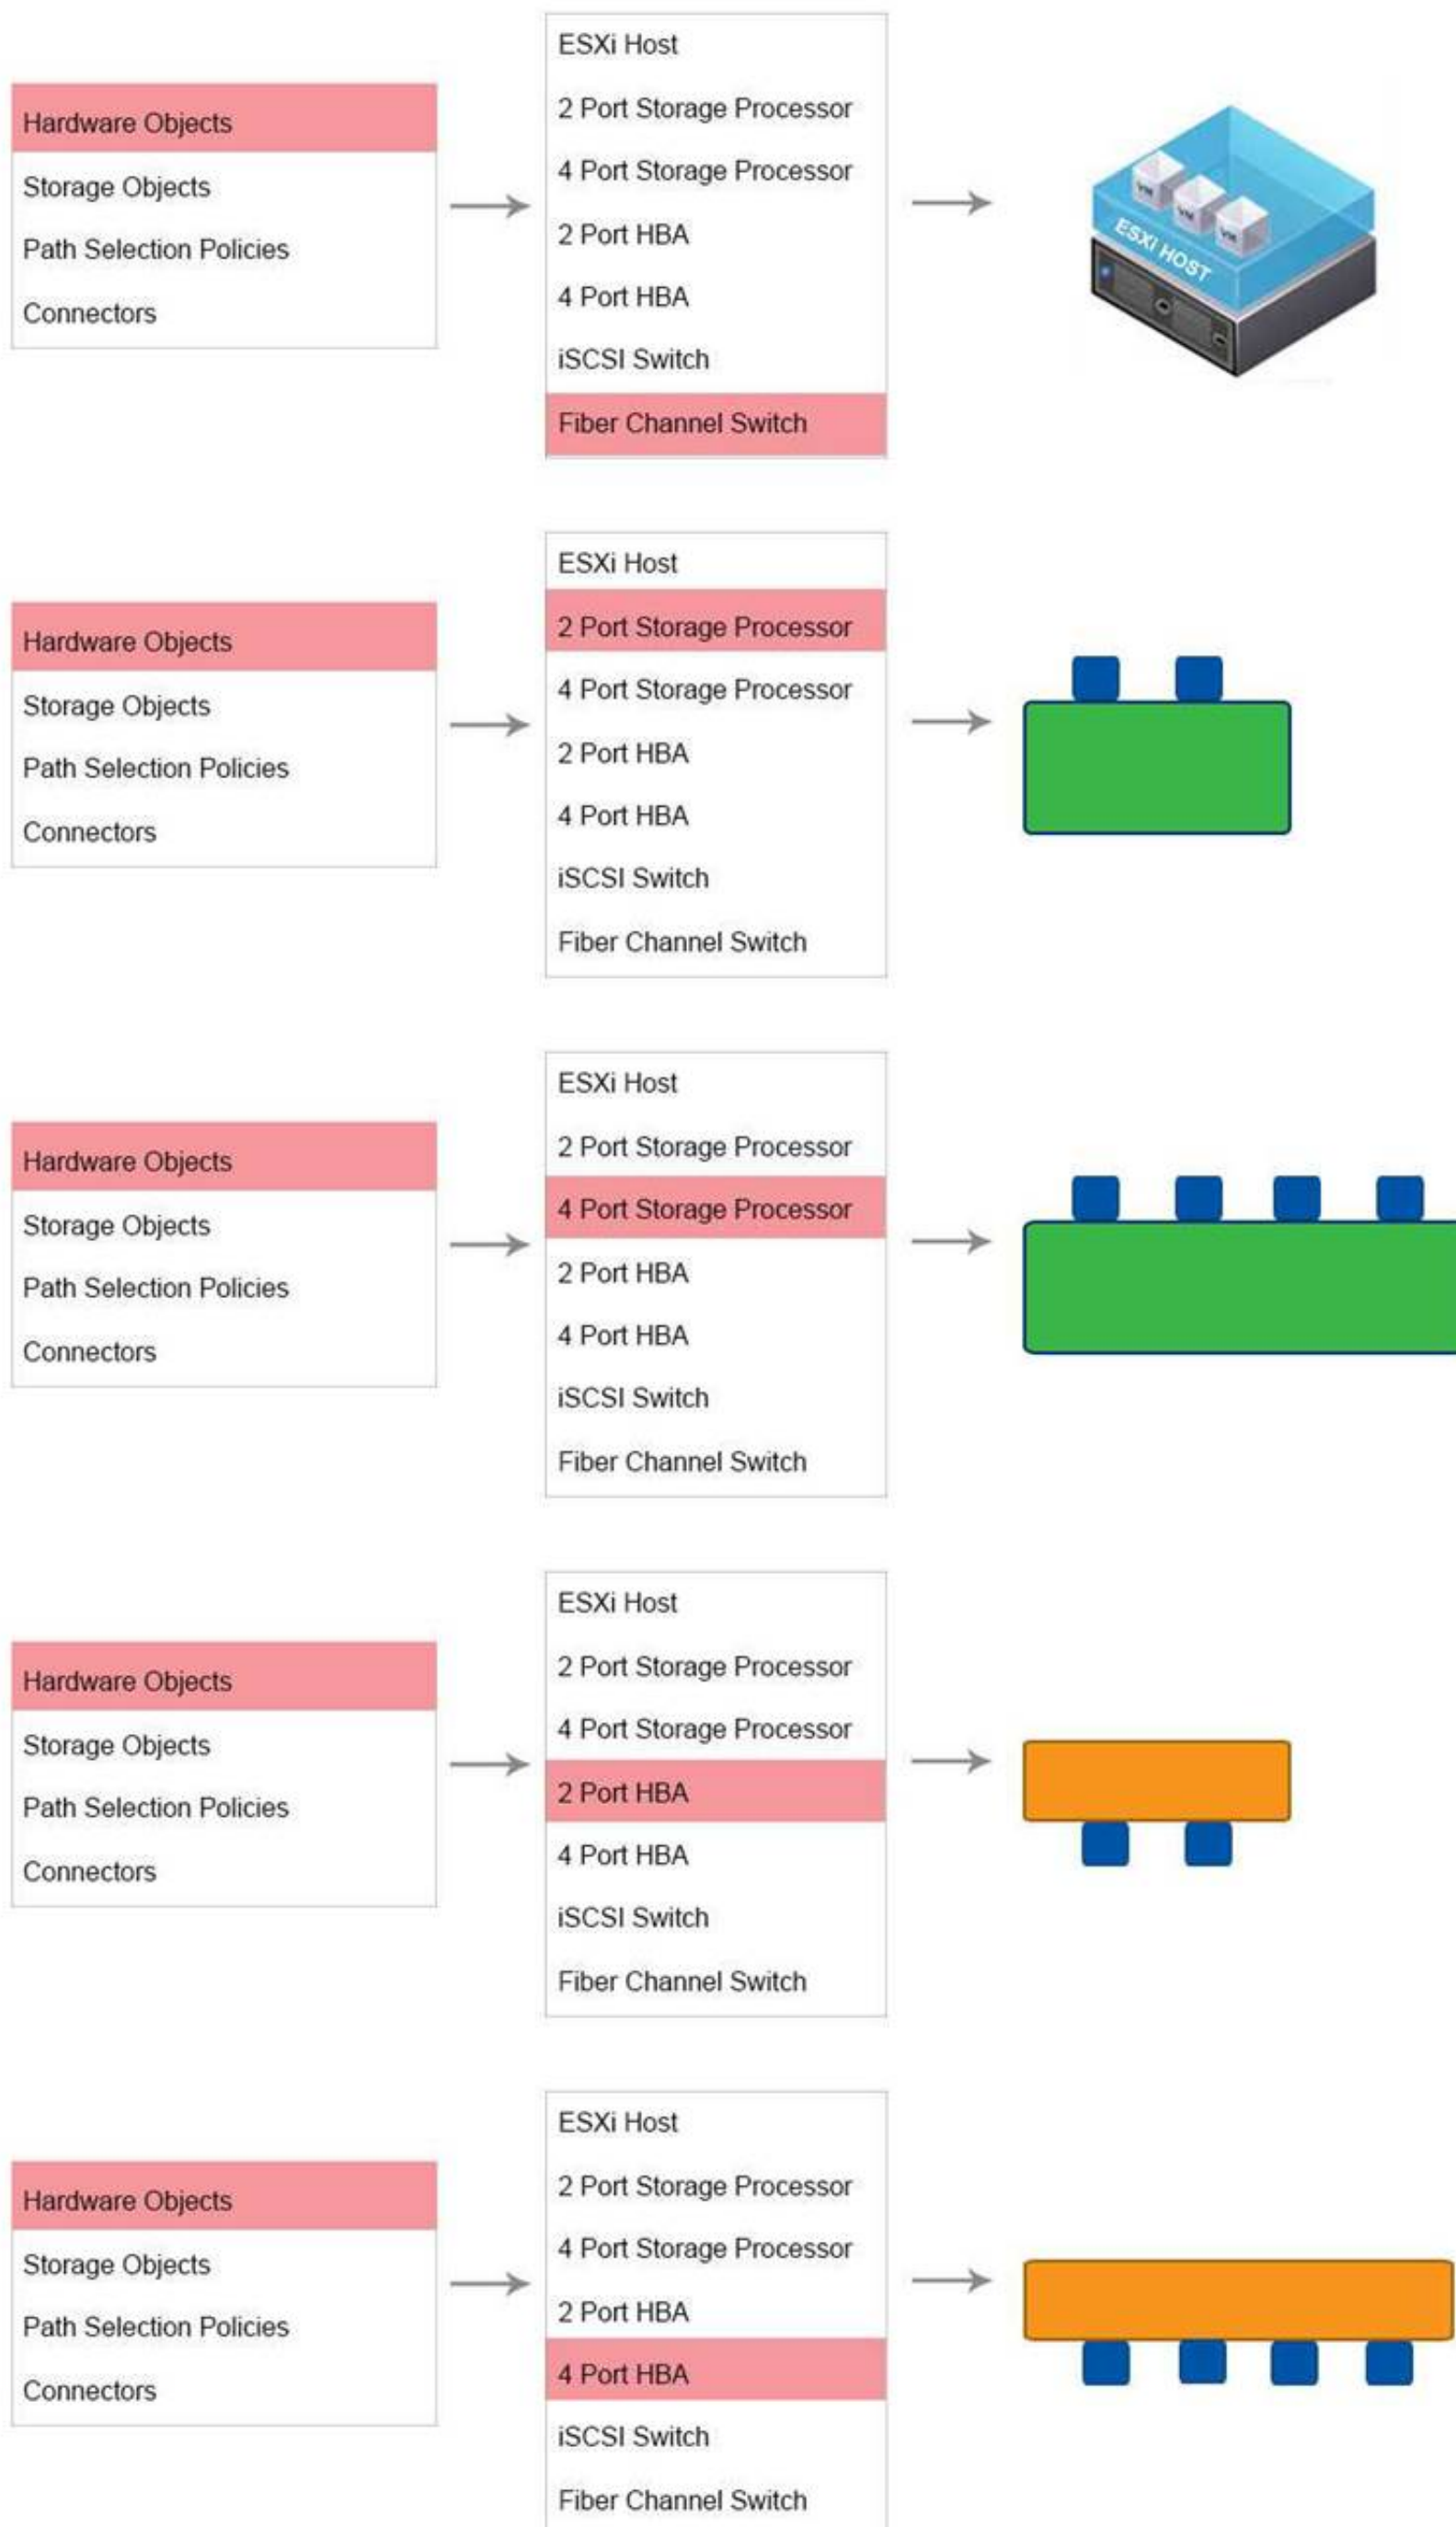 Hardware Objects
Storage Objects
Path Selection Policies
Connectors
ESXi Host
2 Port Storage Processor
4 Port Storage Processor
2 Port HBA
4 Port HBA
iSCSI Switch
Fiber Channel Switch
VM
VM
VM
ESXI HOST
Hardware Objects
Storage Objects
Path Selection Policies
Connectors
ESXi Host
2 Port Storage Processor
4 Port Storage Processor
2 Port HBA
4 Port HBA
iSCSI Switch
Fiber Channel Switch
Hardware Objects
Storage Objects
Path Selection Policies
Connectors
ESXi Host
2 Port Storage Processor
4 Port Storage Processor
2 Port HBA
4 Port HBA
iSCSI Switch
Fiber Channel Switch
Hardware Objects
Storage Objects
Path Selection Policies
Connectors
ESXi Host
2 Port Storage Processor
4 Port Storage Processor
2 Port HBA
4 Port HBA
iSCSI Switch
Fiber Channel Switch
Hardware Objects
Storage Objects
Path Selection Policies
Connectors
ESXi Host
2 Port Storage Processor
4 Port Storage Processor
2 Port HBA
4 Port HBA
iSCSI Switch
Fiber Channel Switch